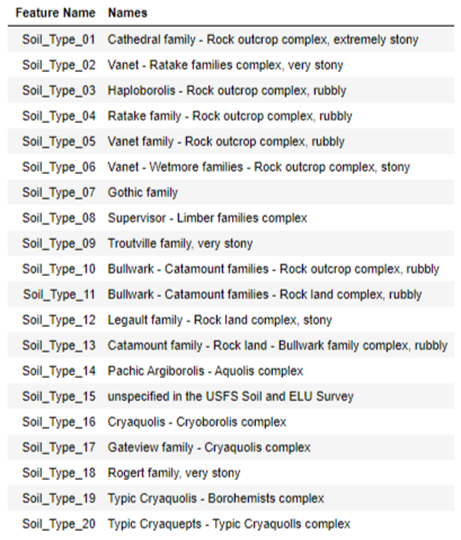 Feature Name Names
Soil_Type_01 Cathedral family - Rock outcrop complex, extremely stony
Soil_Type_02 Vanet - Ratake families complex, very stony
Soil_Type_03 Haploborolis - Rock outcrop complex, rubbly
Soil_Type_04 Ratake family - Rock outcrop complex, rubbly
Soil_Type_05 Vanet family - Rock outcrop complex, rubbly
Soil_Type_06 Vanet - Wetmore families - Rock outcrop complex, stony
Soil_Type_07 Gothic family
Soil_Type_08 Supervisor - Limber families complex
Soil_Type_09 Troutville family, very stony
Soil_Type_10 Bullwark - Catamount families - Rock outcrop complex, rubbly
Soil_Type_11 Bullwark - Catamount families - Rock land complex, rubbly
Soil_Type_12 Legault family - Rock land complex, stony
Soil_Type_13 Catamount family - Rock land - Bullwark family complex, rubbly
Soil_Type_14 Pachic Argiborolis - Aquolis complex
Soil_Type_15 unspecified in the USFS Soil and ELU Survey
Soil_Type_16 Cryaquolis - Cryoborolis complex
Soil_Type_17 Gateview family - Cryaquolis complex
Soil_Type_18 Rogert family, very stony
Soil_Type_19 Typic Cryaquolis - Borohemists complex
Soil_Type_20 Typic Cryaquepts - Typic Cryaquolls complex